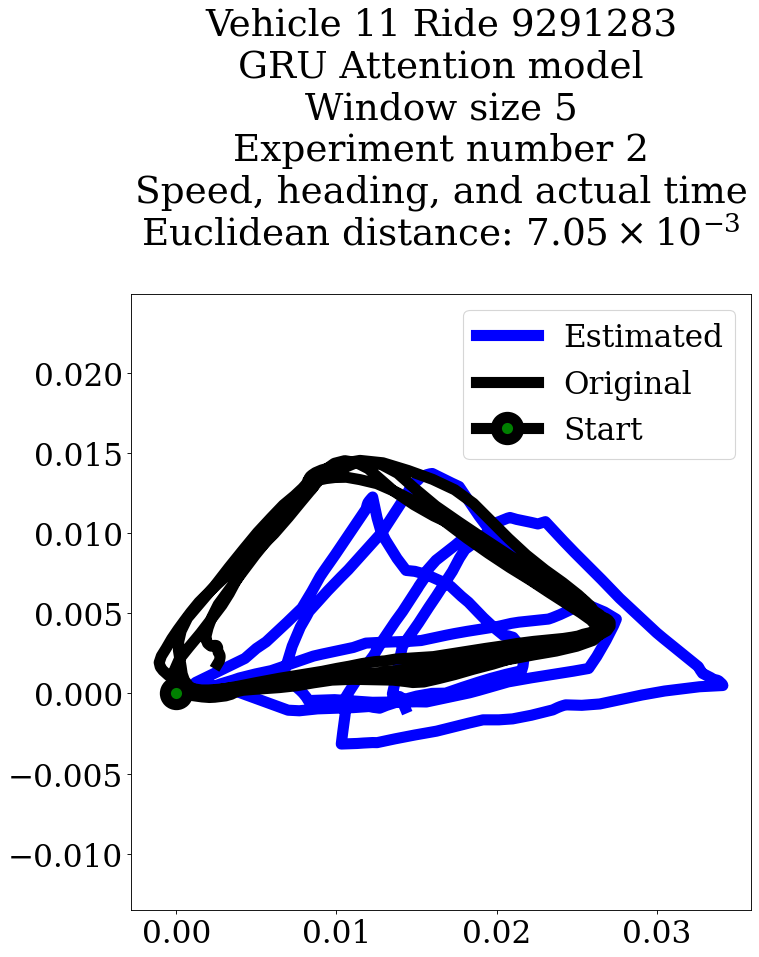 Vehicle 11 Ride 9291283
GRU Attention model
Window size 5
Experiment number 2
Speed, heading, and actual time
Euclidean distance: 7.05 × 10⁻³
Estimated
Original
Start
0.020
0.015
0.010
0.005
0.000
−0.005
−0.010
0.00 0.01 0.02 0.03